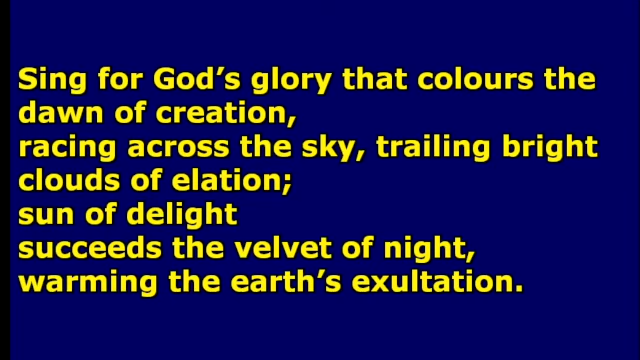 Sing for God’s glory that colours the
dawn of creation,
racing across the sky, trailing bright
clouds of elation;
sun of delight
succeeds the velvet of night,
warming the earth’s exultation.